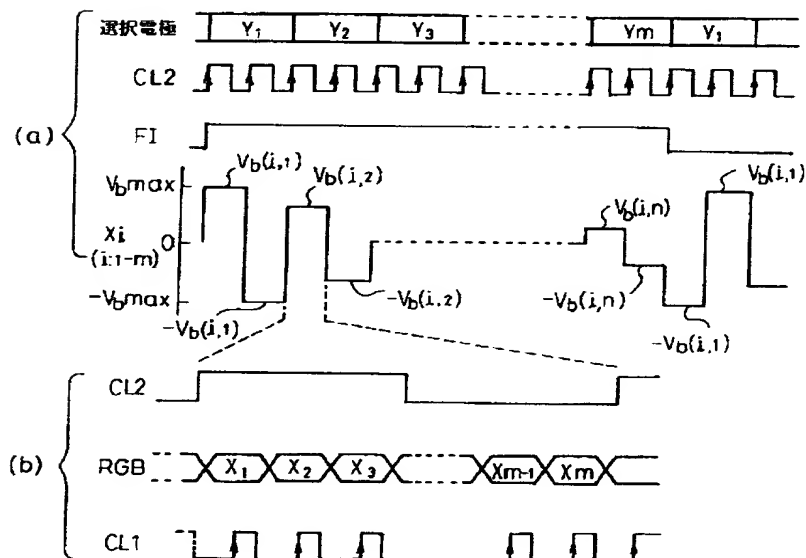 (a)
選択電極 Y1 Y2 Y3 Ym Y1
CL2
FI
Vbmax
Xi
(i:1-m)
0
-Vbmax
Vb(i,1)
Vb(i,2)
Vb(i,n)
Vb(i,1)
-Vb(i,1)
-Vb(i,2)
-Vb(i,n)
-Vb(i,1)
(b)
CL2
RGB X1 X2 X3 Xm-1 Xm
CL1